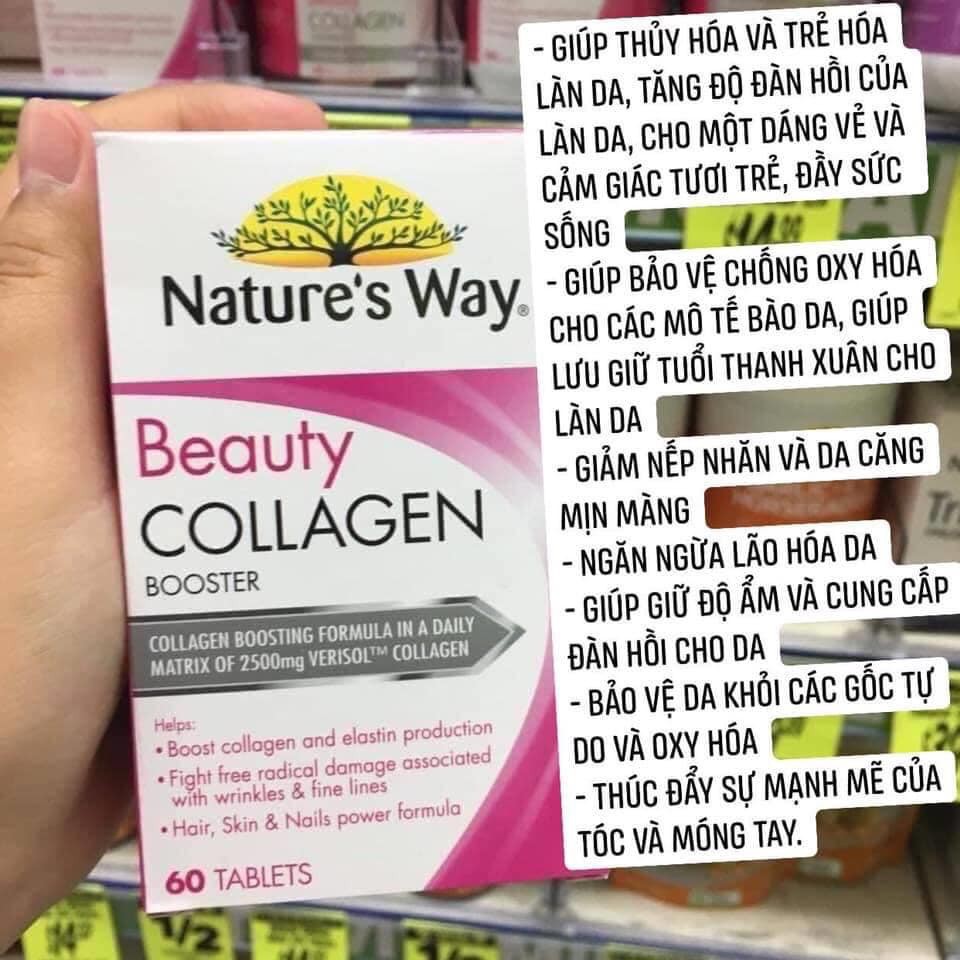 60 TABLETS
- GIÚP THỦY HÓA VÀ TRẺ HÓA
LÀN DA, TĂNG ĐỘ ĐÀN HỒI CỦA
LÀN DA, CHO MỘT DÁNG VẺ VÀ
CẢM GIÁC TƯƠI TRẺ, ĐẦY SỨC
SỐNG
- GIÚP BẢO VỆ CHỐNG OXY HÓA
CHO CÁC MÔ TẾ BÀO DA, GIÚP
LƯU GIỮ TUỔI THANH XUÂN CHO
LÀN DA
- GIẢM NẾP NHĂN VÀ DA CĂNG
MỊN MÀNG
- NGĂN NGỪA LÃO HÓA DA
- GIÚP GIỮ ĐỘ ẨM VÀ CUNG CẤP
ĐÀN HỒI CHO DA
- BẢO VỆ DA KHỎI CÁC GỐC TỰ
DO VÀ OXY HÓA
- THÚC ĐẨY SỰ MẠNH MẼ CỦA
TÓC VÀ MÓNG TAY.
Nature's Way®
Beauty
COLLAGEN
BOOSTER
COLLAGEN BOOSTING FORMULA IN A DAILY
MATRIX OF 2500mg VERISOL™ COLLAGEN
Helps:
• Boost collagen and elastin production
• Fight free radical damage associated
with wrinkles & fine lines
• Hair, Skin & Nails power formula
60 TABLETS
1/2